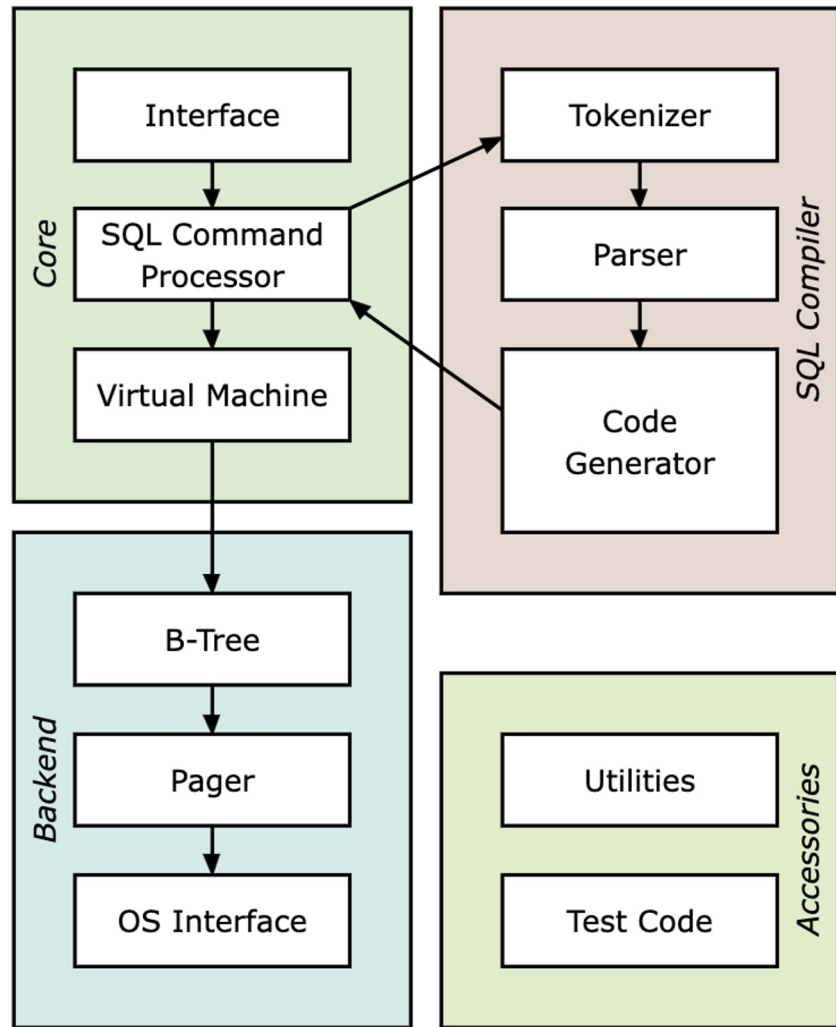 Core
Interface
SQL Command
Processor
Virtual Machine
SQL Compiler
Tokenizer
Parser
Code
Generator
Backend
B-Tree
Pager
OS Interface
Accessories
Utilities
Test Code